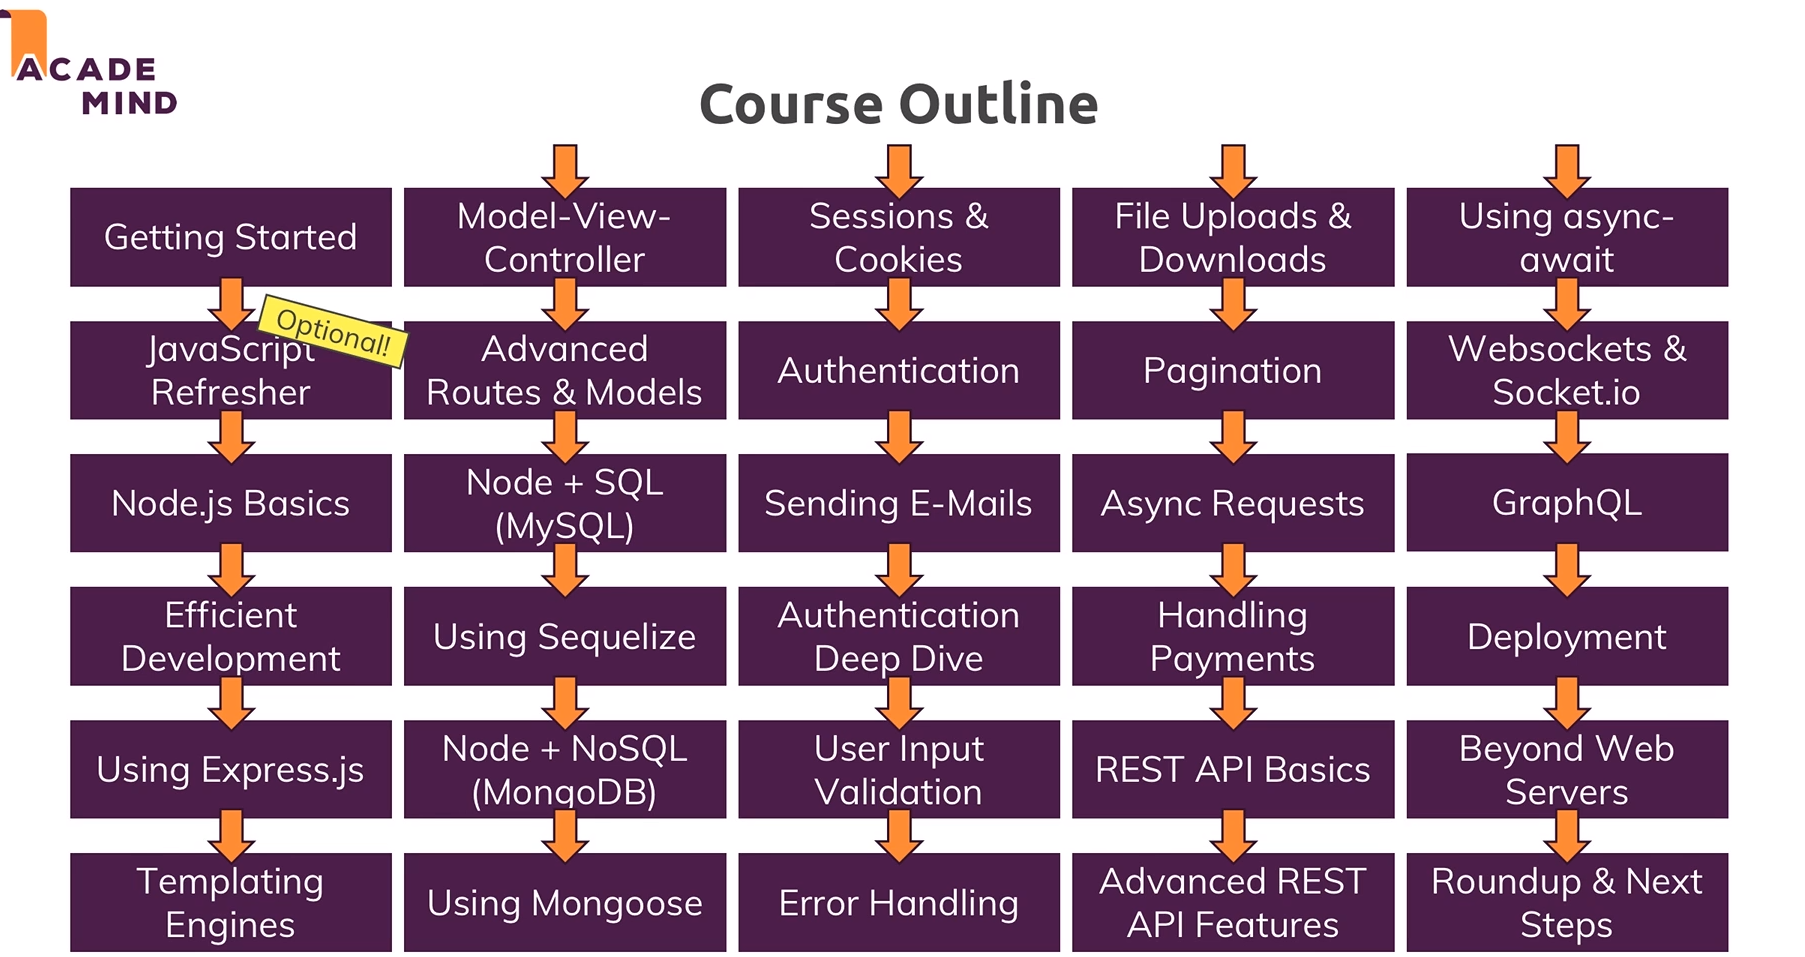 ACADE
MIND
Course Outline
Getting Started
Optional!
JavaScript
Refresher
Node.js Basics
Efficient
Development
Using Express.js
Templating
Engines
Model-View-
Controller
Advanced
Routes & Models
Node + SQL
(MySQL)
Using Sequelize
Node + NoSQL
(MongoDB)
Using Mongoose
Sessions &
Cookies
Authentication
Sending E-Mails
Authentication
Deep Dive
User Input
Validation
Error Handling
File Uploads &
Downloads
Pagination
Async Requests
Handling
Payments
REST API Basics
Advanced REST
API Features
Using async-
await
Websockets &
Socket.io
GraphQL
Deployment
Beyond Web
Servers
Roundup & Next
Steps